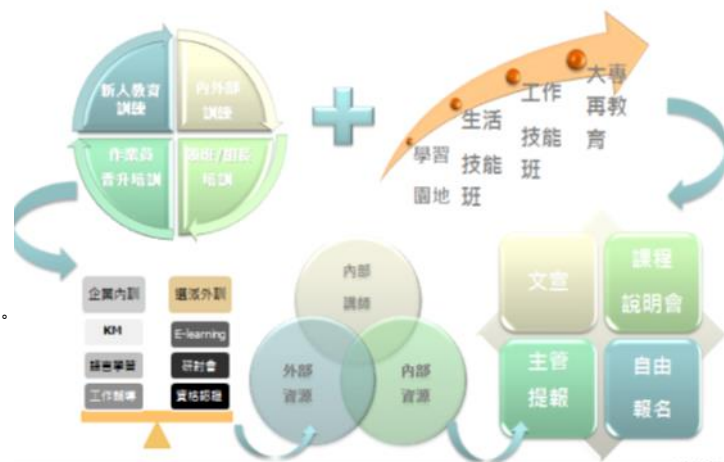 新人教育
訓練
內外部
訓練
作業員
晉升培訓
領班/組長
培訓
學習
園地
生活
技能
班
工作
技能
班
大專
再教
育
企業內訓
選派外訓
KM
E-learning
語言學習
研討會
工作輔導
資格認證
內部
講師
外部
資源
內部
資源
文宣
課程
說明會
主管
提報
自由
報名
。